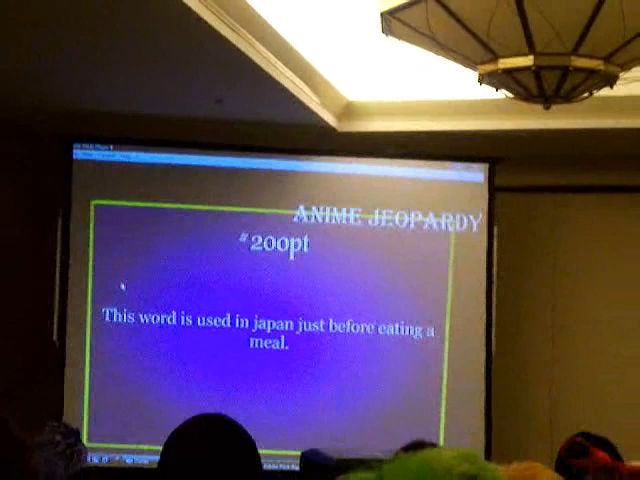 ANIME JEOPARDY
#200pt
This word is used in japan just before eating a
meal.